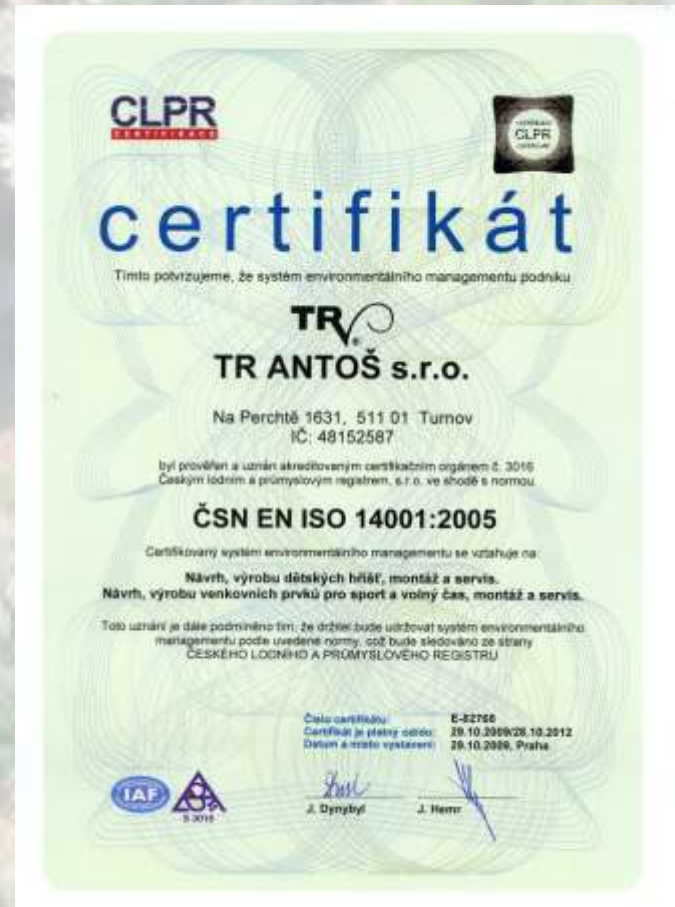 CLPR
CERTIFIKACE
CLPR
certifikát
Tímto potvrzujeme, že systém environmentálního managementu podniku
TR
®
TR ANTOŠ s.r.o.
Na Perchtě 1631, 511 01 Turnov
IČ: 48152587
byl prověřen a uznán akreditovaným certifikačním orgánem č. 3016
Českým lodním a průmyslovým registrem, s.r.o. ve shodě s normou
ČSN EN ISO 14001:2005
Certifikovaný systém environmentálního managementu se vztahuje na
Návrh, výrobu dětských hřišť, montáž a servis.
Návrh, výrobu venkovních prvků pro sport a volný čas, montáž a servis.
Toto uznání je dále podmíněno tím, že držitel bude udržovat systém environmentálního
managementu podle uvedené normy, což bude sledováno ze strany
ČESKÉHO LODNÍHO A PRŮMYSLOVÉHO REGISTRU
Číslo certifikátu: E-82768
Certifikát je platný od/do: 29.10.2009/28.10.2012
Datum a místo vystavení: 29.10.2009, Praha
IAF
S 3016
J. Dynybyl J. Hemr